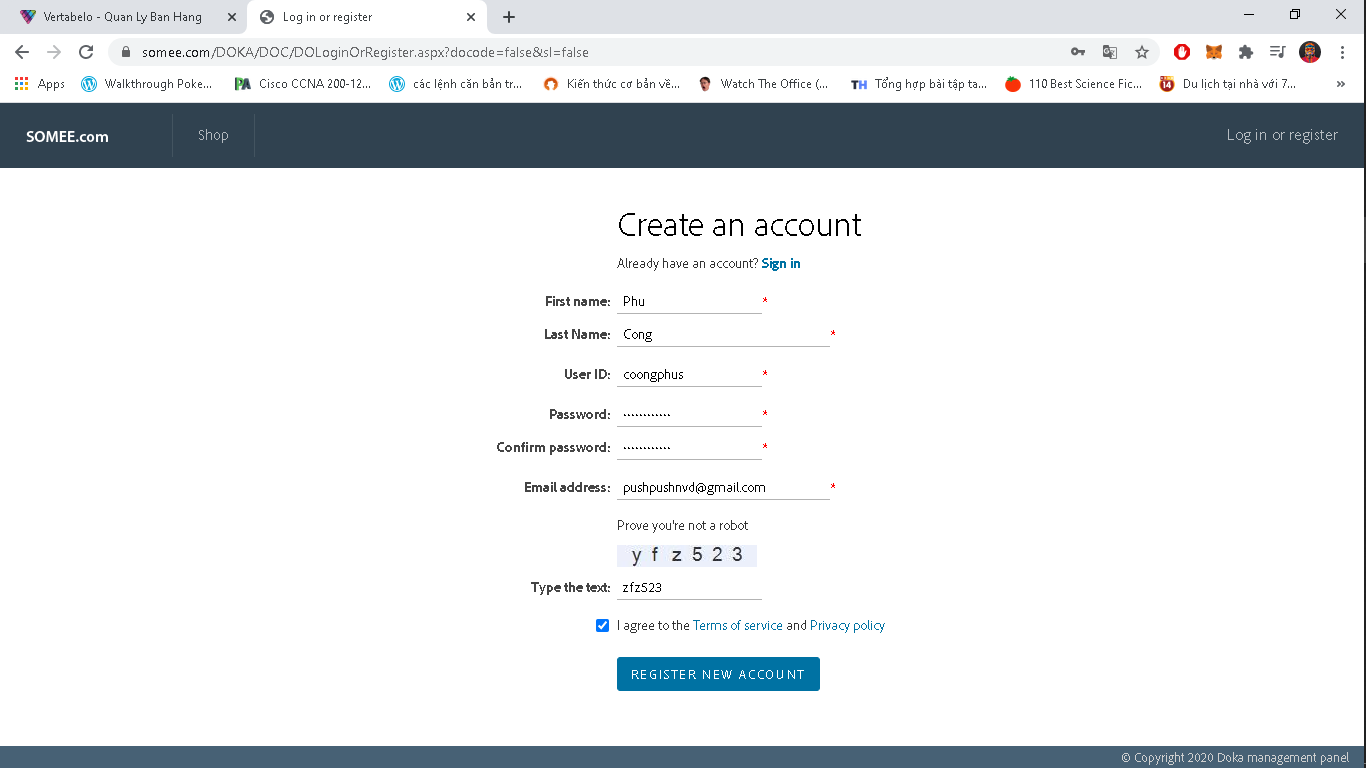 Vertabelo - Quan Ly Ban Hang
Log in or register
somee.com/DOKA/DOC/DOLoginOrRegister.aspx?docode=false&sl=false
Apps
Walkthrough Poke...
Cisco CCNA 200-12...
các lệnh căn bản tr...
Kiến thức cơ bản về...
Watch The Office (...
TH Tổng hợp bài tập ta...
110 Best Science Fic...
14 Du lịch tại nhà với 7...
SOMEE.com
Shop
Log in or register
Create an account
Already have an account? Sign in
First name: Phu *
Last Name: Cong *
User ID: coongphus *
Password: ············ *
Confirm password: ············ *
Email address: pushpushnvd@gmail.com *
Prove you're not a robot
y f z 5 2 3
Type the text: zfz523
I agree to the Terms of service and Privacy policy
REGISTER NEW ACCOUNT
© Copyright 2020 Doka management panel